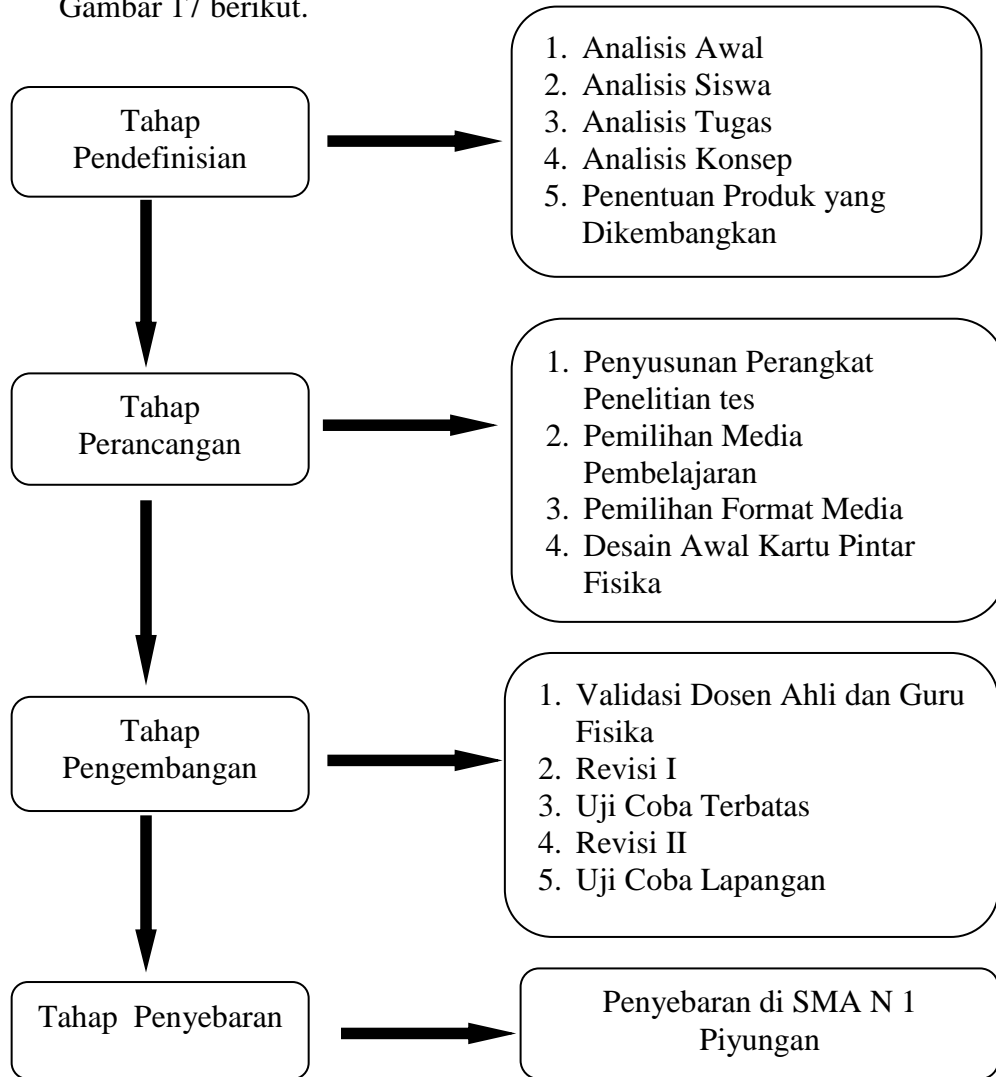 Gambar 17 berikut.
Tahap
Pendefinisian
1. Analisis Awal
2. Analisis Siswa
3. Analisis Tugas
4. Analisis Konsep
5. Penentuan Produk yang
Dikembangkan
Tahap
Perancangan
1. Penyusunan Perangkat
Penelitian tes
2. Pemilihan Media
Pembelajaran
3. Pemilihan Format Media
4. Desain Awal Kartu Pintar
Fisika
Tahap
Pengembangan
1. Validasi Dosen Ahli dan Guru
Fisika
2. Revisi I
3. Uji Coba Terbatas
4. Revisi II
5. Uji Coba Lapangan
Tahap Penyebaran
Penyebaran di SMA N 1
Piyungan